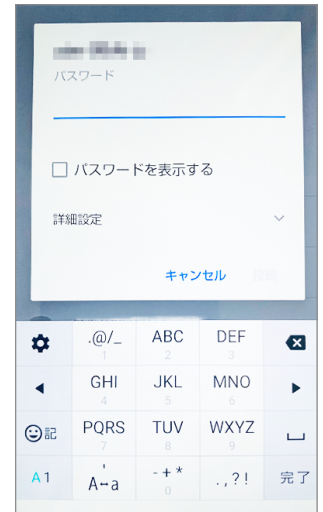 パスワード
パスワードを表示する
詳細設定
キャンセル
.@/_ ABC DEF
1 2 3
GHI JKL MNO
4 5 6
記 PQRS TUV WXYZ
7 8 9
A1 A↔a -+* .,?! 完了
' 0